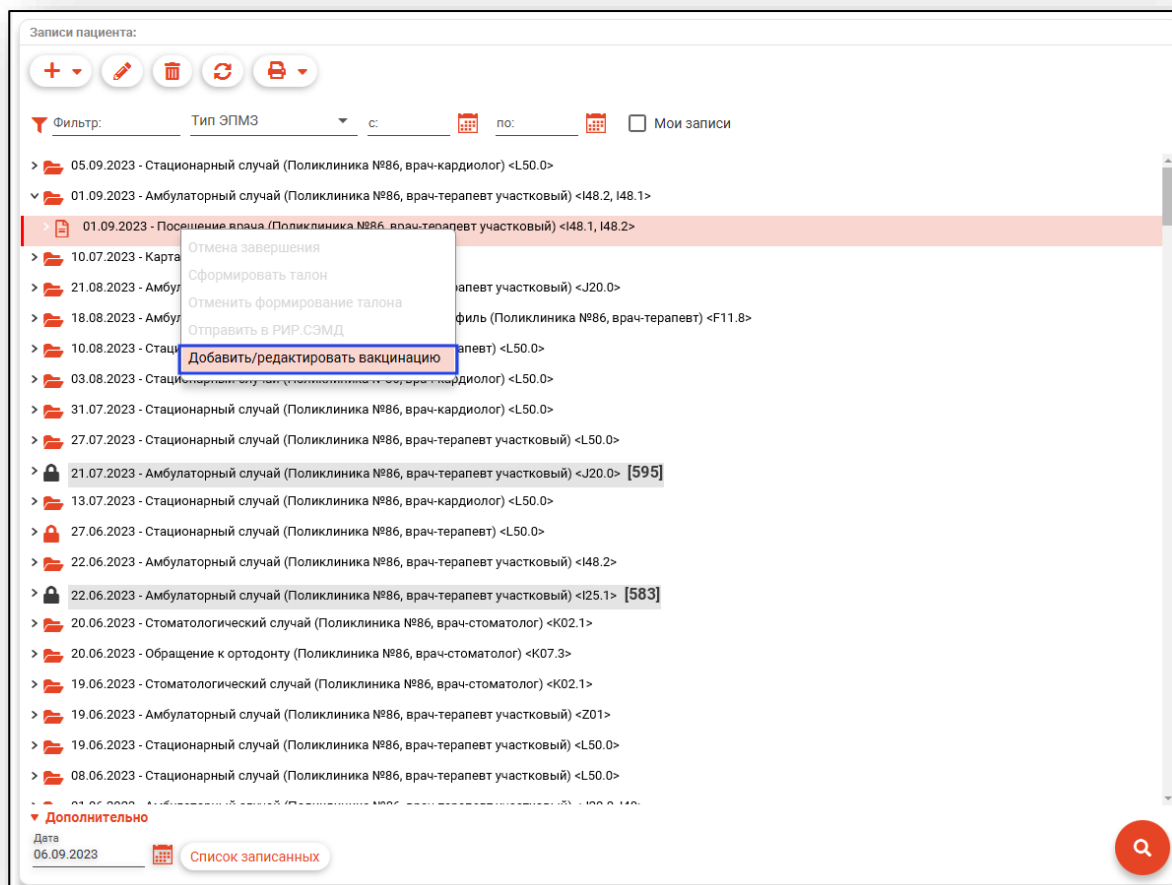 Записи пациента:
Фильтр: Тип ЭПМЗ с: по: Мои записи
05.09.2023 - Стационарный случай (Поликлиника №86, врач-кардиолог) <L50.0>
01.09.2023 - Амбулаторный случай (Поликлиника №86, врач-терапевт участковый) <I48.2, I48.1>
01.09.2023 - Посещение врача (Поликлиника №86, врач-терапевт участковый) <I48.1, I48.2>
Отмена завершения
10.07.2023 - Карта
Сформировать талон
21.08.2023 - Амбу рапевт участковый) <J20.0>
Отменить формирование талона
18.08.2023 - Амбу филь (Поликлиника №86, врач-терапевт) <F11.8>
Отправить в РИР.СЭМД
10.08.2023 - Стаци апевт) <L50.0>
Добавить/редактировать вакцинацию
03.08.2023 - Стационарный случай (Поликлиника №86, врач-кардиолог) <L50.0>
31.07.2023 - Стационарный случай (Поликлиника №86, врач-кардиолог) <L50.0>
27.07.2023 - Стационарный случай (Поликлиника №86, врач-терапевт участковый) <L50.0>
21.07.2023 - Амбулаторный случай (Поликлиника №86, врач-терапевт участковый) <J20.0> [595]
13.07.2023 - Стационарный случай (Поликлиника №86, врач-кардиолог) <L50.0>
27.06.2023 - Стационарный случай (Поликлиника №86, врач-терапевт) <L50.0>
22.06.2023 - Амбулаторный случай (Поликлиника №86, врач-терапевт участковый) <I48.2>
22.06.2023 - Амбулаторный случай (Поликлиника №86, врач-терапевт участковый) <I25.1> [583]
20.06.2023 - Стоматологический случай (Поликлиника №86, врач-стоматолог) <K02.1>
20.06.2023 - Обращение к ортодонту (Поликлиника №86, врач-стоматолог) <K07.3>
19.06.2023 - Стоматологический случай (Поликлиника №86, врач-стоматолог) <K02.1>
19.06.2023 - Амбулаторный случай (Поликлиника №86, врач-терапевт участковый) <Z01>
19.06.2023 - Стационарный случай (Поликлиника №86, врач-терапевт участковый) <L50.0>
08.06.2023 - Стационарный случай (Поликлиника №86, врач-терапевт участковый) <L50.0>
Дополнительно
Дата
06.09.2023 Список записанных